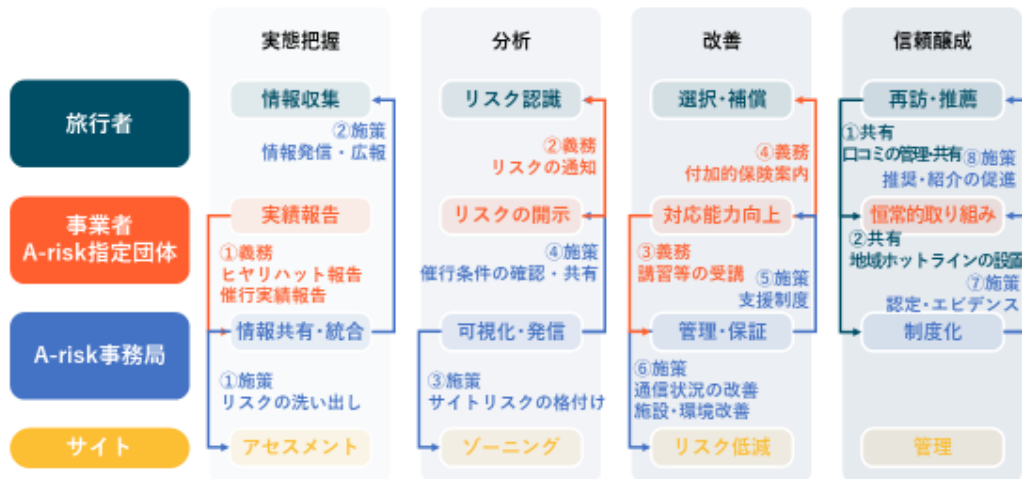 実態把握
分析
改善
信頼醸成
旅行者
情報収集
リスク認識
選択・補償
再訪・推薦
②施策
情報発信・広報
②義務
リスクの通知
④義務
付加的保険案内
①共有
口コミの管理・共有
⑧施策
推奨・紹介の促進
事業者
A-risk指定団体
実績報告
リスクの開示
対応能力向上
恒常的取り組み
①義務
ヒヤリハット報告
催行実績報告
④施策
催行条件の確認・共有
③義務
講習等の受講
⑤施策
支援制度
②共有
地域ホットラインの設置
⑦施策
認定・エビデンス
A-risk事務局
情報共有・統合
可視化・発信
管理・保証
制度化
①施策
リスクの洗い出し
③施策
サイトリスクの格付け
⑥施策
通信状況の改善
施設・環境改善
サイト
アセスメント
ゾーニング
リスク低減
管理